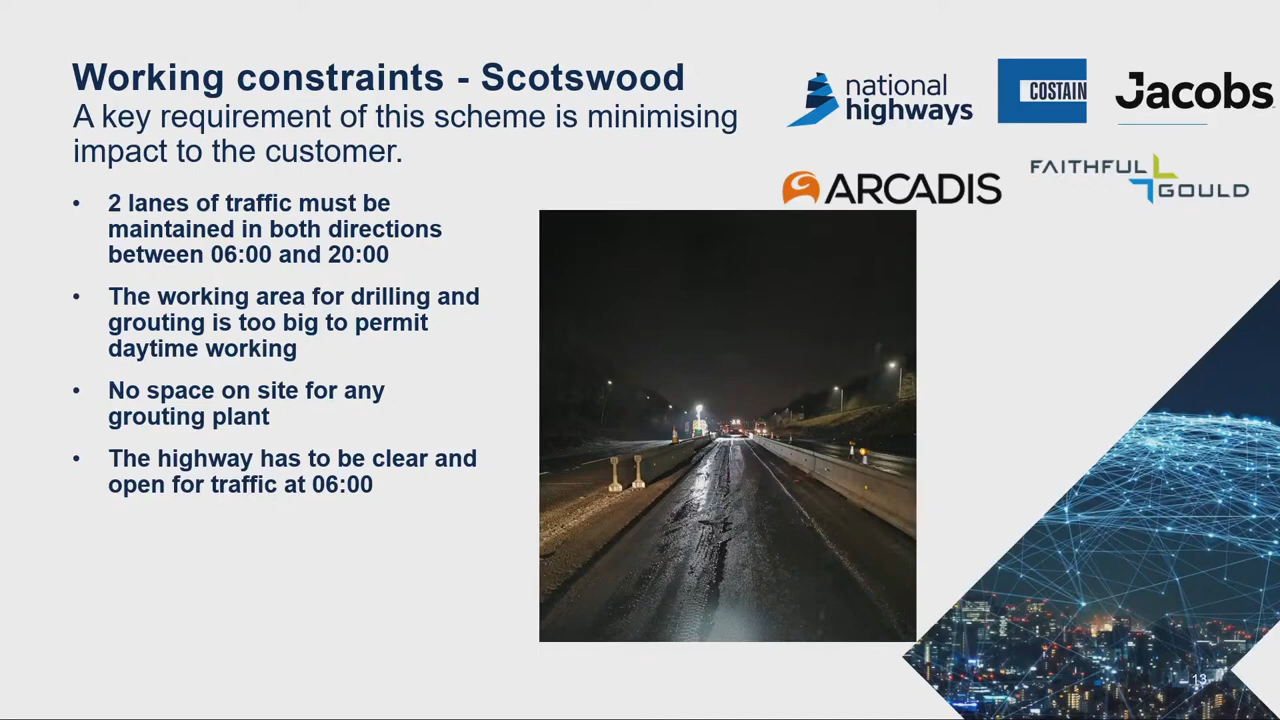 Working constraints - Scotswood
A key requirement of this scheme is minimising
impact to the customer.
• 2 lanes of traffic must be
maintained in both directions
between 06:00 and 20:00
• The working area for drilling and
grouting is too big to permit
daytime working
• No space on site for any
grouting plant
• The highway has to be clear and
open for traffic at 06:00
national
highways
COSTAIN
Jacobs
ARCADIS
FAITHFUL
GOULD
13